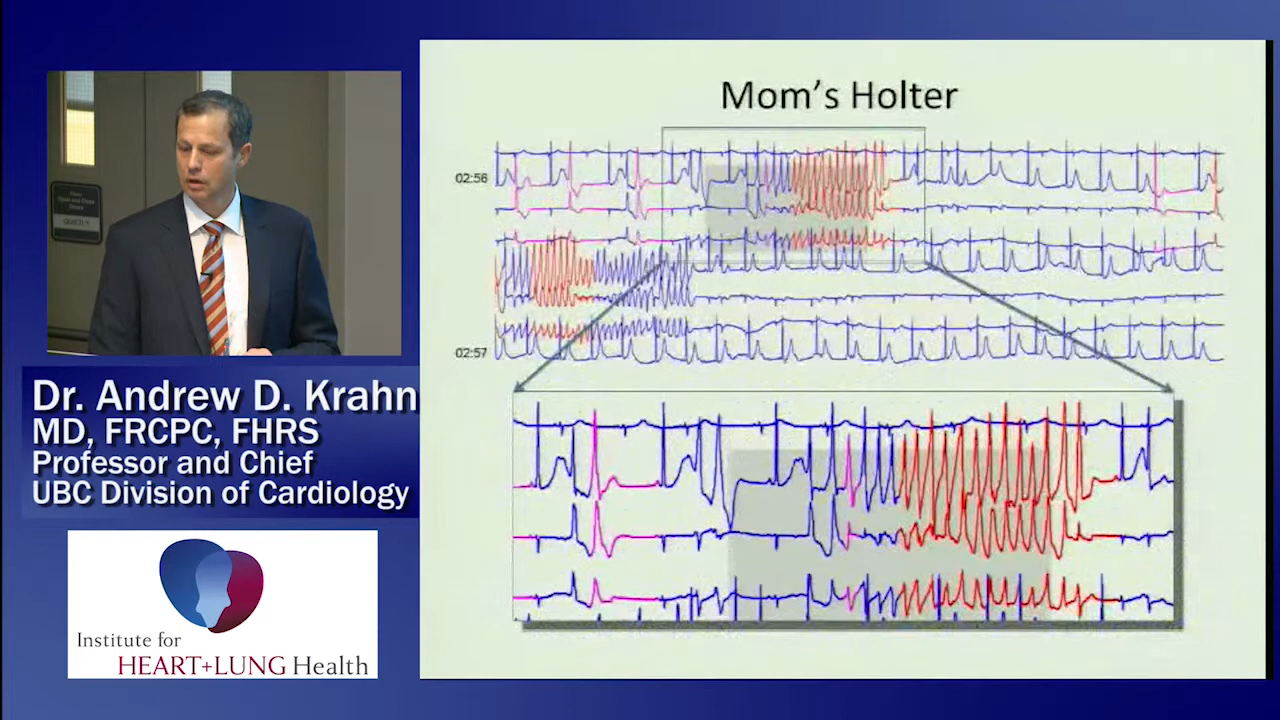 Mom's Holter
02:56
02:57
Dr. Andrew D. Krahn
MD, FRCPC, FHRS
Professor and Chief
UBC Division of Cardiology
Institute for
HEART+LUNG Health